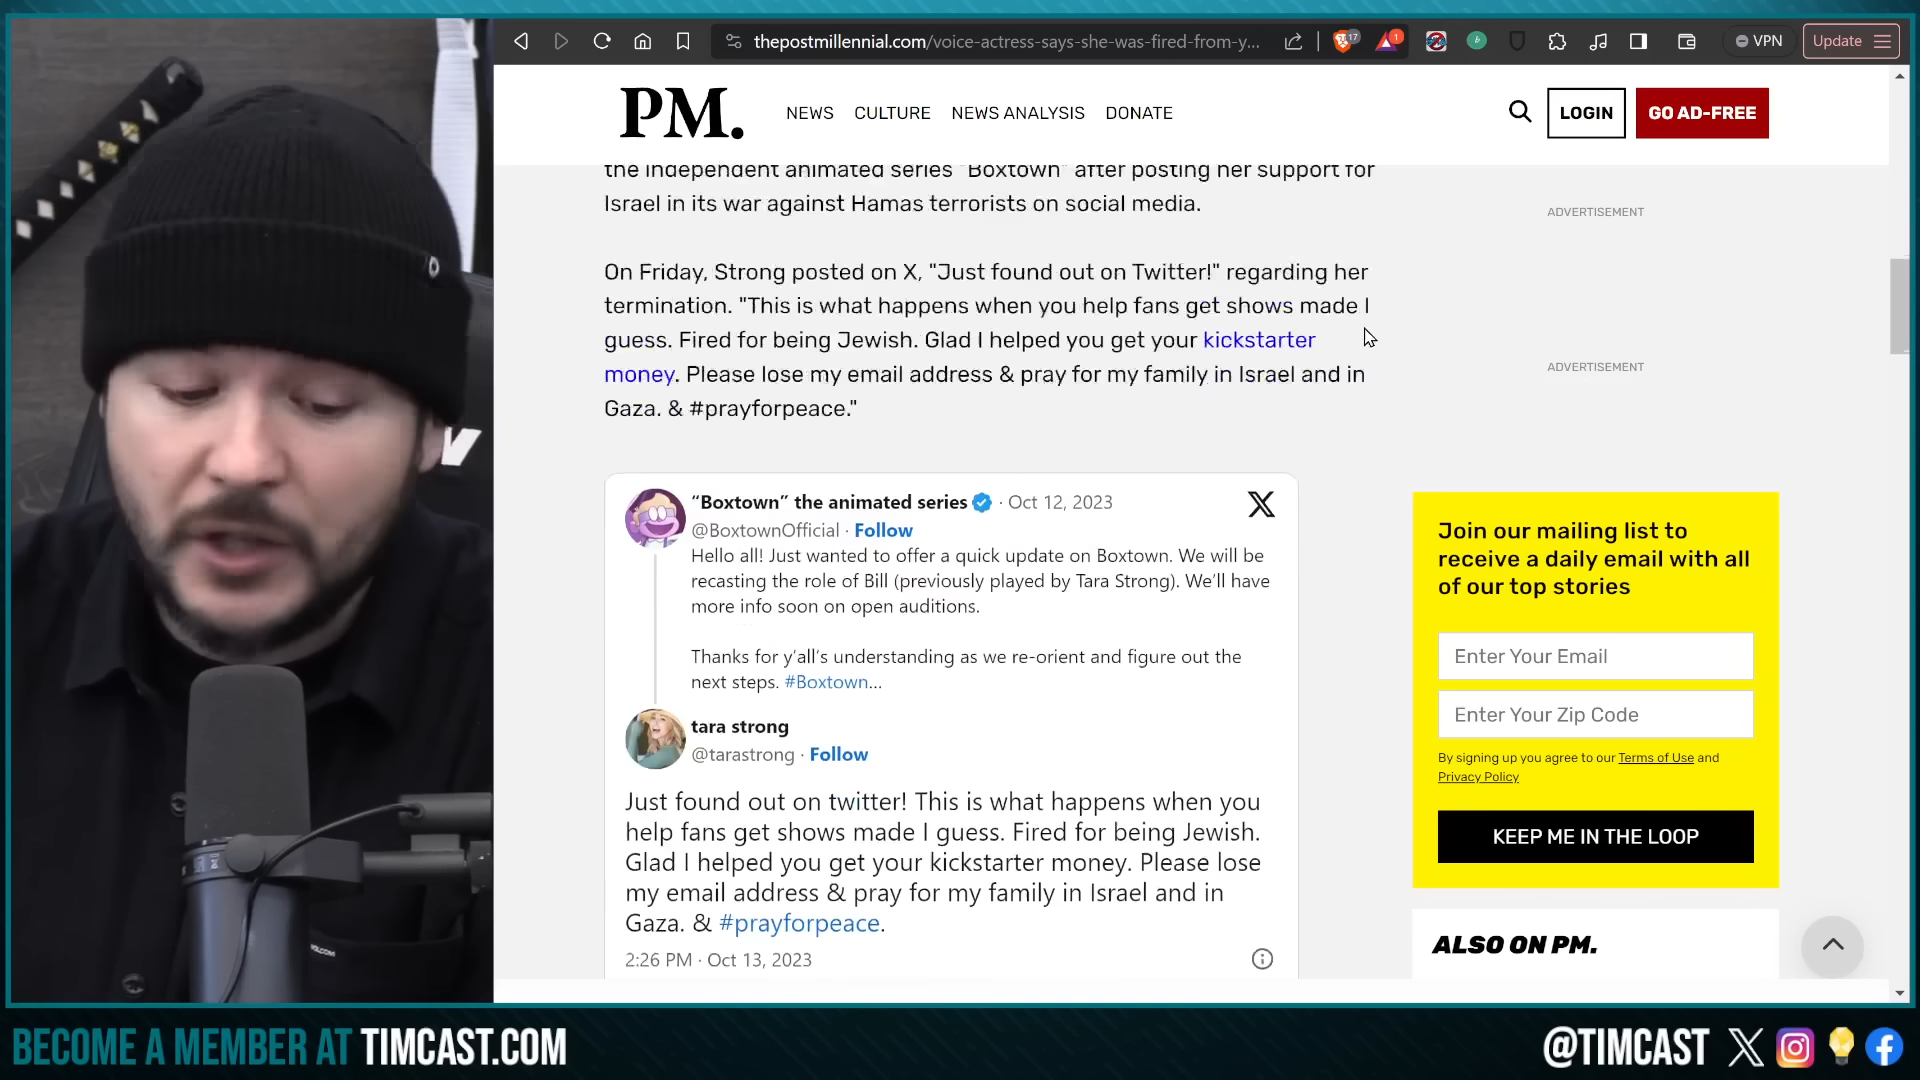 thepostmillennial.com/voice-actress-says-she-was-fired-from-y...
17
1
VPN
Update
PM.
NEWS
CULTURE
NEWS ANALYSIS
DONATE
LOGIN
GO AD-FREE
the independent animated series "Boxtown" after posting her support for
Israel in its war against Hamas terrorists on social media.
On Friday, Strong posted on X, "Just found out on Twitter!" regarding her
termination. "This is what happens when you help fans get shows made I
guess. Fired for being Jewish. Glad I helped you get your kickstarter
money. Please lose my email address & pray for my family in Israel and in
Gaza. & #prayforpeace."
“Boxtown” the animated series · Oct 12, 2023
@BoxtownOfficial · Follow
Hello all! Just wanted to offer a quick update on Boxtown. We will be
recasting the role of Bill (previously played by Tara Strong). We’ll have
more info soon on open auditions.
Thanks for y’all’s understanding as we re-orient and figure out the
next steps. #Boxtown...
tara strong
@tarastrong · Follow
Just found out on twitter! This is what happens when you
help fans get shows made I guess. Fired for being Jewish.
Glad I helped you get your kickstarter money. Please lose
my email address & pray for my family in Israel and in
Gaza. & #prayforpeace.
2:26 PM · Oct 13, 2023
ADVERTISEMENT
ADVERTISEMENT
Join our mailing list to
receive a daily email with all
of our top stories
Enter Your Email
Enter Your Zip Code
By signing up you agree to our Terms of Use and
Privacy Policy
KEEP ME IN THE LOOP
ALSO ON PM.
VOLCOM
BECOME A MEMBER AT TIMCAST.COM
@TIMCAST